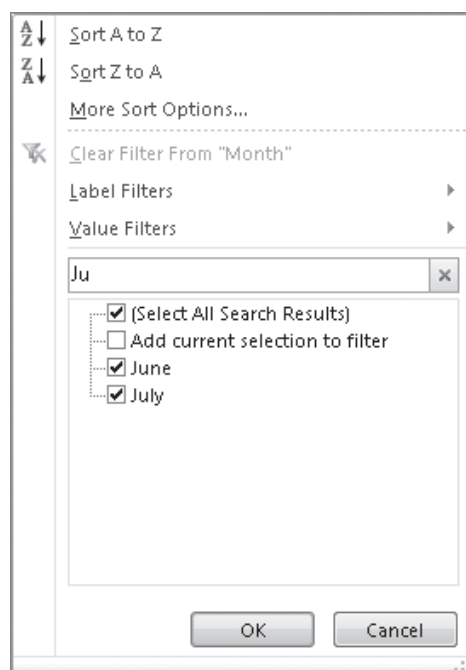 Sort A to Z
Sort Z to A
More Sort Options...
Clear Filter From "Month"
Label Filters
Value Filters
Ju
(Select All Search Results)
Add current selection to filter
June
July
OK Cancel